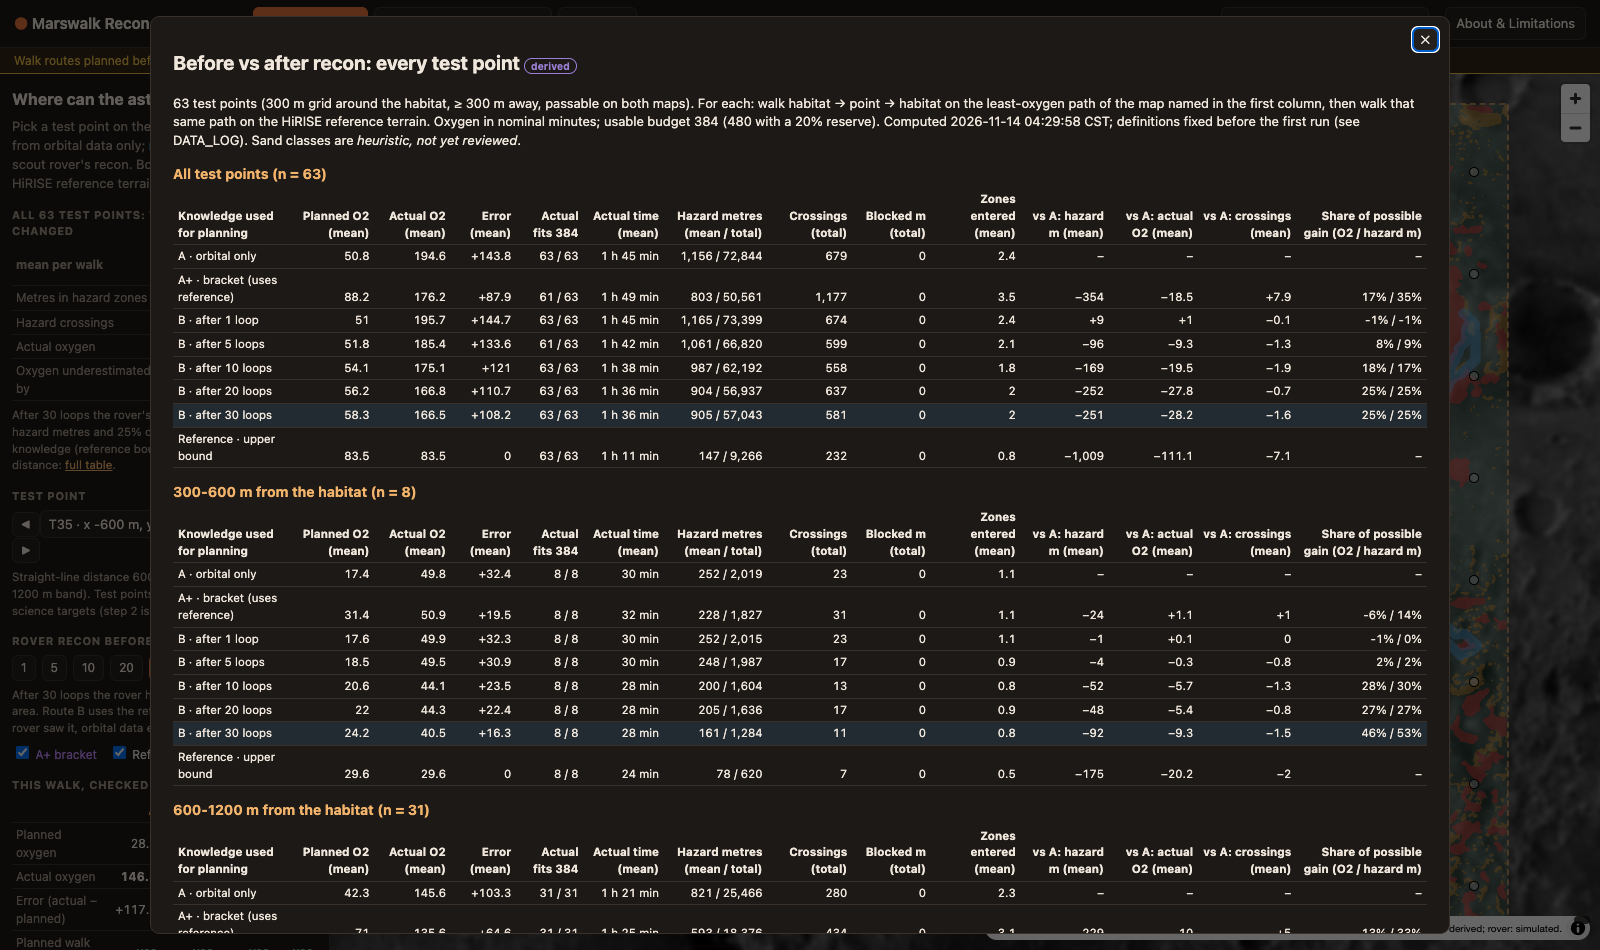 Marswalk Recon
About & Limitations
Walk routes planned bef
Where can the ast
Pick a test point on the
from orbital data only;
scout rover's recon. Bo
HiRISE reference terrai
ALL 63 TEST POINTS:
CHANGED
mean per walk
Metres in hazard zones
Hazard crossings
Actual oxygen
Oxygen underestimated
by
After 30 loops the rover's
hazard metres and 25% o
knowledge (reference bou
distance: full table.
TEST POINT
◀ T35 · x -600 m, y
▶
Straight-line distance 600
1200 m band). Test points
science targets (step 2 is
ROVER RECON BEFORE
1 5 10 20
After 30 loops the rover h
area. Route B uses the re
rover saw it, orbital data e
A+ bracket Ref
THIS WALK, CHECKED
Planned
oxygen 28.
Actual oxygen 146.
Error (actual –
planned) +117.
Planned walk
×
Before vs after recon: every test point derived
63 test points (300 m grid around the habitat, ≥ 300 m away, passable on both maps). For each: walk habitat → point → habitat on the least-oxygen path of the map named in the first column, then walk that
same path on the HiRISE reference terrain. Oxygen in nominal minutes; usable budget 384 (480 with a 20% reserve). Computed 2026-11-14 04:29:58 CST; definitions fixed before the first run (see
DATA_LOG). Sand classes are heuristic, not yet reviewed.
All test points (n = 63)
Knowledge used for planning Planned O2 (mean) Actual O2 (mean) Error (mean) Actual fits 384 Actual time (mean) Hazard metres (mean / total) Crossings (total) Blocked m (total) Zones entered (mean) vs A: hazard m (mean) vs A: actual O2 (mean) vs A: crossings (mean) Share of possible gain (O2 / hazard m)
A · orbital only 50.8 194.6 +143.8 63 / 63 1 h 45 min 1,156 / 72,844 679 0 2.4 – – – –
A+ · bracket (uses
reference) 88.2 176.2 +87.9 61 / 63 1 h 49 min 803 / 50,561 1,177 0 3.5 −354 −18.5 +7.9 17% / 35%
B · after 1 loop 51 195.7 +144.7 63 / 63 1 h 45 min 1,165 / 73,399 674 0 2.4 +9 +1 −0.1 -1% / -1%
B · after 5 loops 51.8 185.4 +133.6 61 / 63 1 h 42 min 1,061 / 66,820 599 0 2.1 −96 −9.3 −1.3 8% / 9%
B · after 10 loops 54.1 175.1 +121 63 / 63 1 h 38 min 987 / 62,192 558 0 1.8 −169 −19.5 −1.9 18% / 17%
B · after 20 loops 56.2 166.8 +110.7 63 / 63 1 h 36 min 904 / 56,937 637 0 2 −252 −27.8 −0.7 25% / 25%
B · after 30 loops 58.3 166.5 +108.2 63 / 63 1 h 36 min 905 / 57,043 581 0 2 −251 −28.2 −1.6 25% / 25%
Reference · upper
bound 83.5 83.5 0 63 / 63 1 h 11 min 147 / 9,266 232 0 0.8 −1,009 −111.1 −7.1 –
300-600 m from the habitat (n = 8)
Knowledge used for planning Planned O2 (mean) Actual O2 (mean) Error (mean) Actual fits 384 Actual time (mean) Hazard metres (mean / total) Crossings (total) Blocked m (total) Zones entered (mean) vs A: hazard m (mean) vs A: actual O2 (mean) vs A: crossings (mean) Share of possible gain (O2 / hazard m)
A · orbital only 17.4 49.8 +32.4 8 / 8 30 min 252 / 2,019 23 0 1.1 – – – –
A+ · bracket (uses
reference) 31.4 50.9 +19.5 8 / 8 32 min 228 / 1,827 31 0 1.1 −24 +1.1 +1 -6% / 14%
B · after 1 loop 17.6 49.9 +32.3 8 / 8 30 min 252 / 2,015 23 0 1.1 −1 +0.1 0 -1% / 0%
B · after 5 loops 18.5 49.5 +30.9 8 / 8 30 min 248 / 1,987 17 0 0.9 −4 −0.3 −0.8 2% / 2%
B · after 10 loops 20.6 44.1 +23.5 8 / 8 28 min 200 / 1,604 13 0 0.8 −52 −5.7 −1.3 28% / 30%
B · after 20 loops 22 44.3 +22.4 8 / 8 28 min 205 / 1,636 17 0 0.9 −48 −5.4 −0.8 27% / 27%
B · after 30 loops 24.2 40.5 +16.3 8 / 8 28 min 161 / 1,284 11 0 0.8 −92 −9.3 −1.5 46% / 53%
Reference · upper
bound 29.6 29.6 0 8 / 8 24 min 78 / 620 7 0 0.5 −175 −20.2 −2 –
600-1200 m from the habitat (n = 31)
Knowledge used for planning Planned O2 (mean) Actual O2 (mean) Error (mean) Actual fits 384 Actual time (mean) Hazard metres (mean / total) Crossings (total) Blocked m (total) Zones entered (mean) vs A: hazard m (mean) vs A: actual O2 (mean) vs A: crossings (mean) Share of possible gain (O2 / hazard m)
A · orbital only 42.3 145.6 +103.3 31 / 31 1 h 21 min 821 / 25,466 280 0 2.3 – – – –
A+ · bracket (uses
+
−
derived; rover: simulated.